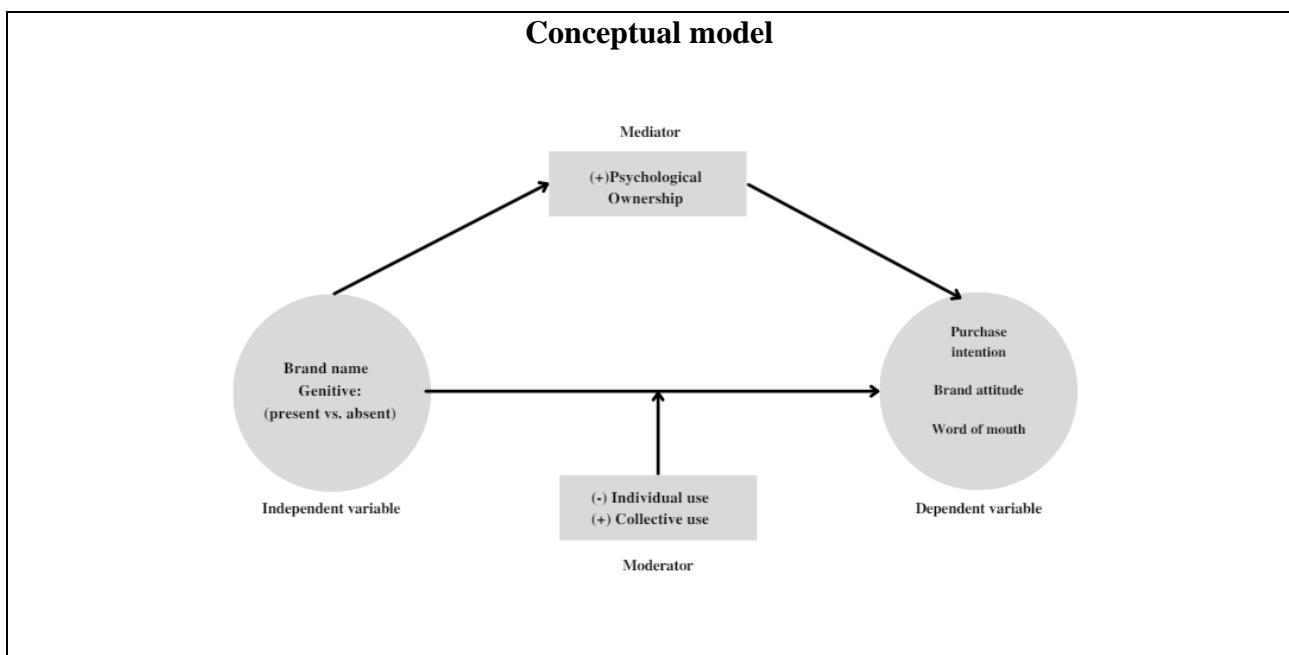 Conceptual model
Mediator
(+)Psychological
Ownership
Brand name
Genitive:
(present vs. absent)
Independent variable
Purchase
intention
Brand attitude
Word of mouth
Dependent variable
(-) Individual use
(+) Collective use
Moderator